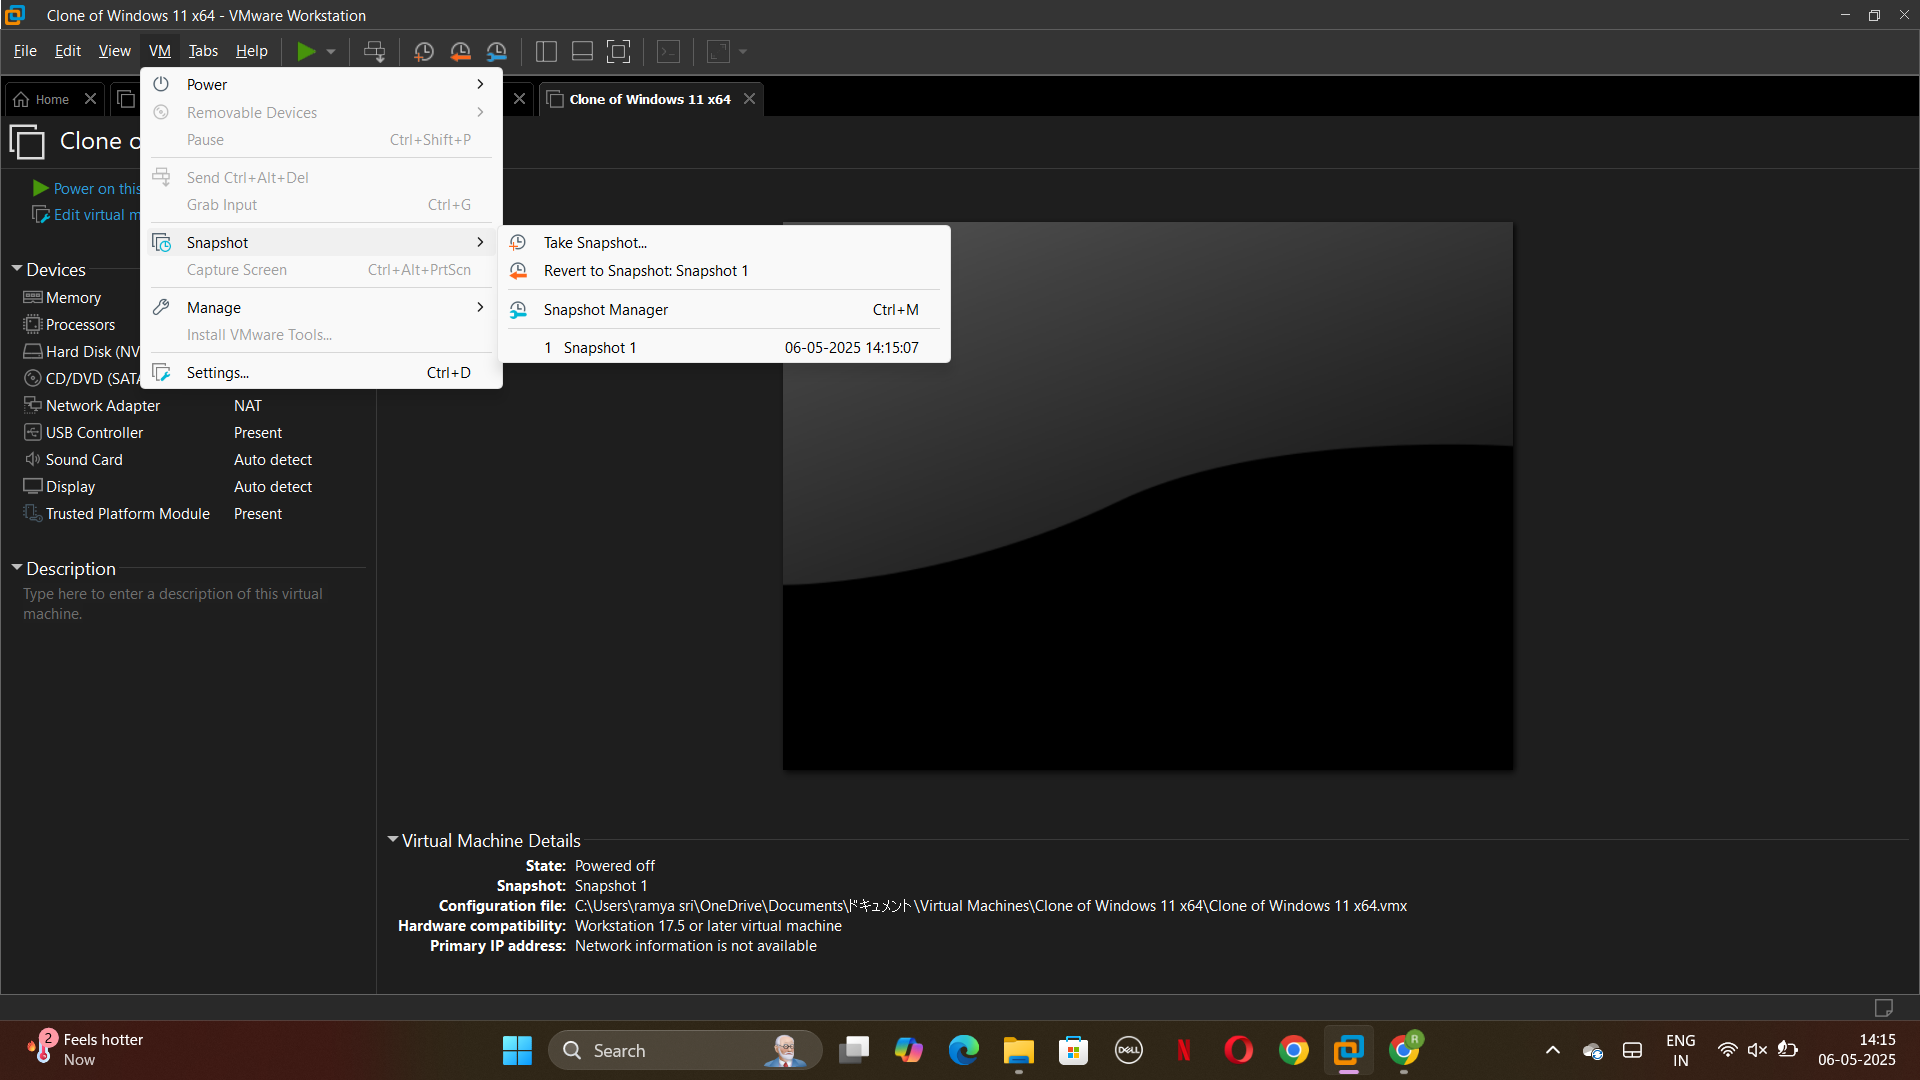 Clone of Windows 11 x64 - VMware Workstation
File Edit View VM Tabs Help
Home
Clone of Windows 11 x64
Clone o
Power on this
Edit virtual m
Power
Removable Devices
Pause Ctrl+Shift+P
Send Ctrl+Alt+Del
Grab Input Ctrl+G
Snapshot
Capture Screen Ctrl+Alt+PrtScn
Manage
Install VMware Tools...
Settings... Ctrl+D
Take Snapshot...
Revert to Snapshot: Snapshot 1
Snapshot Manager Ctrl+M
1 Snapshot 1 06-05-2025 14:15:07
Devices
Memory
Processors
Hard Disk (NV
CD/DVD (SATA
Network Adapter NAT
USB Controller Present
Sound Card Auto detect
Display Auto detect
Trusted Platform Module Present
Description
Type here to enter a description of this virtual
machine.
Virtual Machine Details
State: Powered off
Snapshot: Snapshot 1
Configuration file: C:\Users\ramya sri\OneDrive\Documents\ドキュメント\Virtual Machines\Clone of Windows 11 x64\Clone of Windows 11 x64.vmx
Hardware compatibility: Workstation 17.5 or later virtual machine
Primary IP address: Network information is not available
2
Feels hotter
Now
Search
DELL
N
R
ENG
IN
14:15
06-05-2025